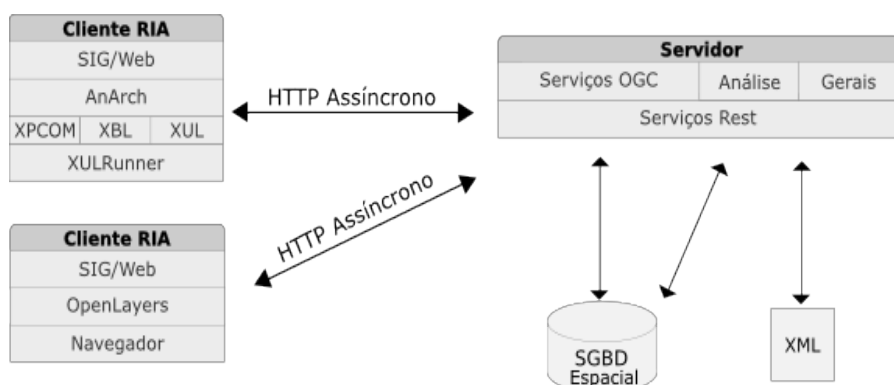 Cliente RIA
SIG/Web
AnArch
XPCOM XBL XUL
XULRunner
HTTP Assíncrono
Servidor
Serviços OGC Análise Gerais
Serviços Rest
HTTP Assíncrono
Cliente RIA
SIG/Web
OpenLayers
Navegador
SGBD
Espacial
XML